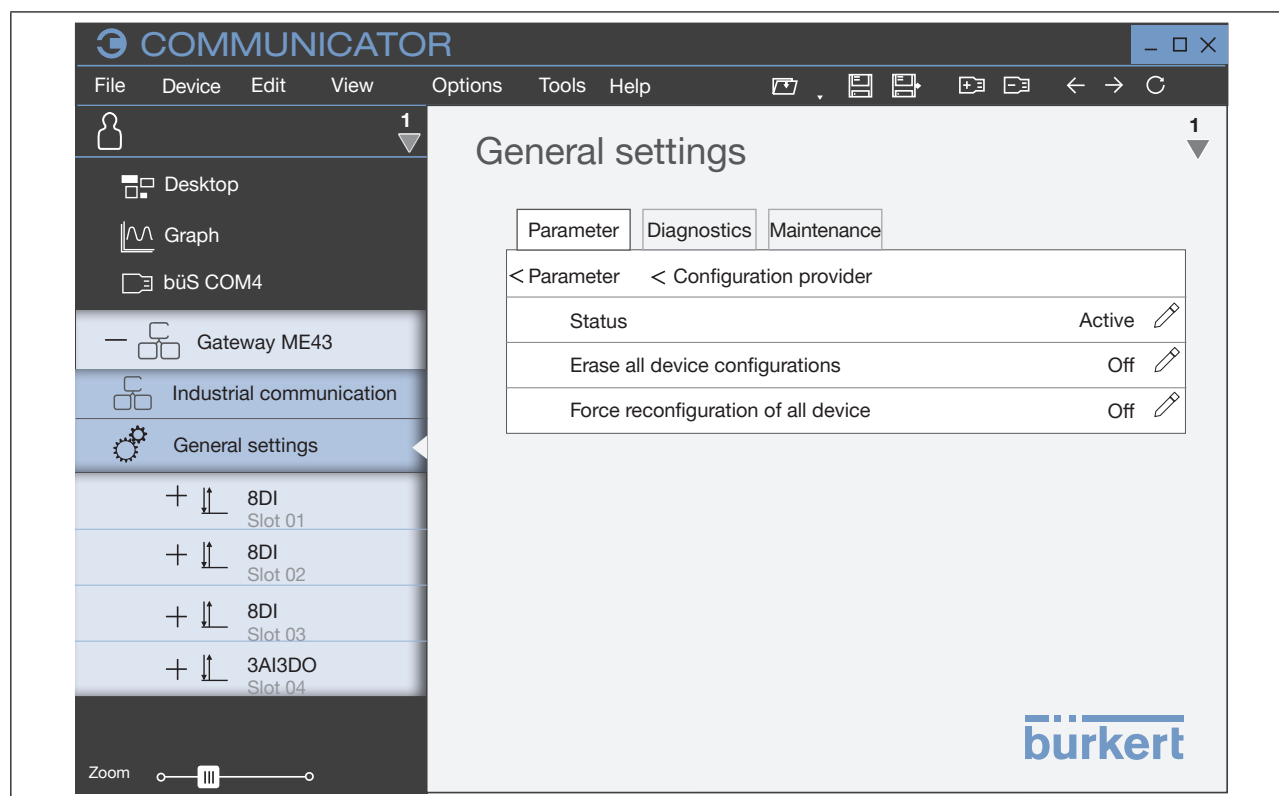 COMMUNICATOR
File Device Edit View Options Tools Help
1
Desktop
Graph
büS COM4
Gateway ME43
Industrial communication
General settings
8DI
Slot 01
8DI
Slot 02
8DI
Slot 03
3AI3DO
Slot 04
Zoom
General settings
1
Parameter Diagnostics Maintenance
< Parameter < Configuration provider
Status Active
Erase all device configurations Off
Force reconfiguration of all device Off
bürkert